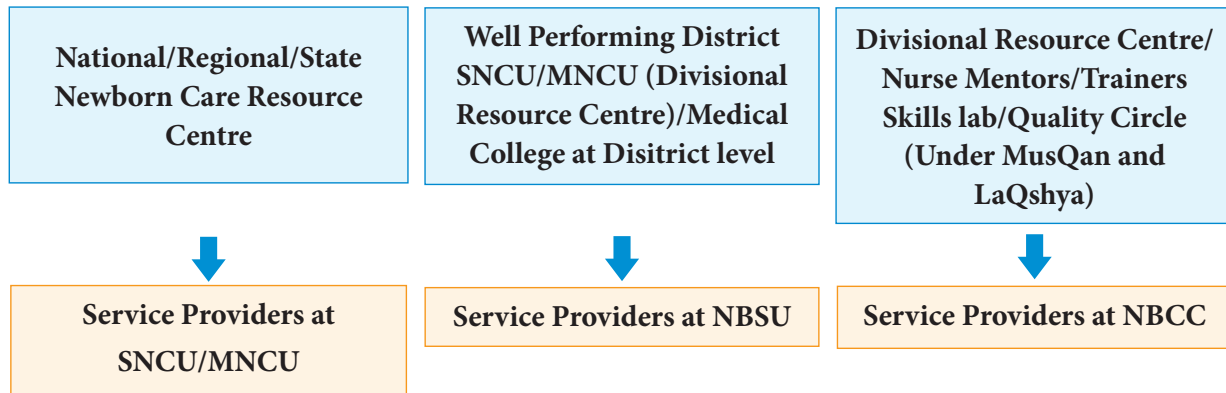 National/Regional/State
Newborn Care Resource
Centre
Well Performing District
SNCU/MNCU (Divisional
Resource Centre)/Medical
College at Disitrict level
Divisional Resource Centre/
Nurse Mentors/Trainers
Skills lab/Quality Circle
(Under MusQan and
LaQshya)
Service Providers at
SNCU/MNCU
Service Providers at NBSU
Service Providers at NBCC